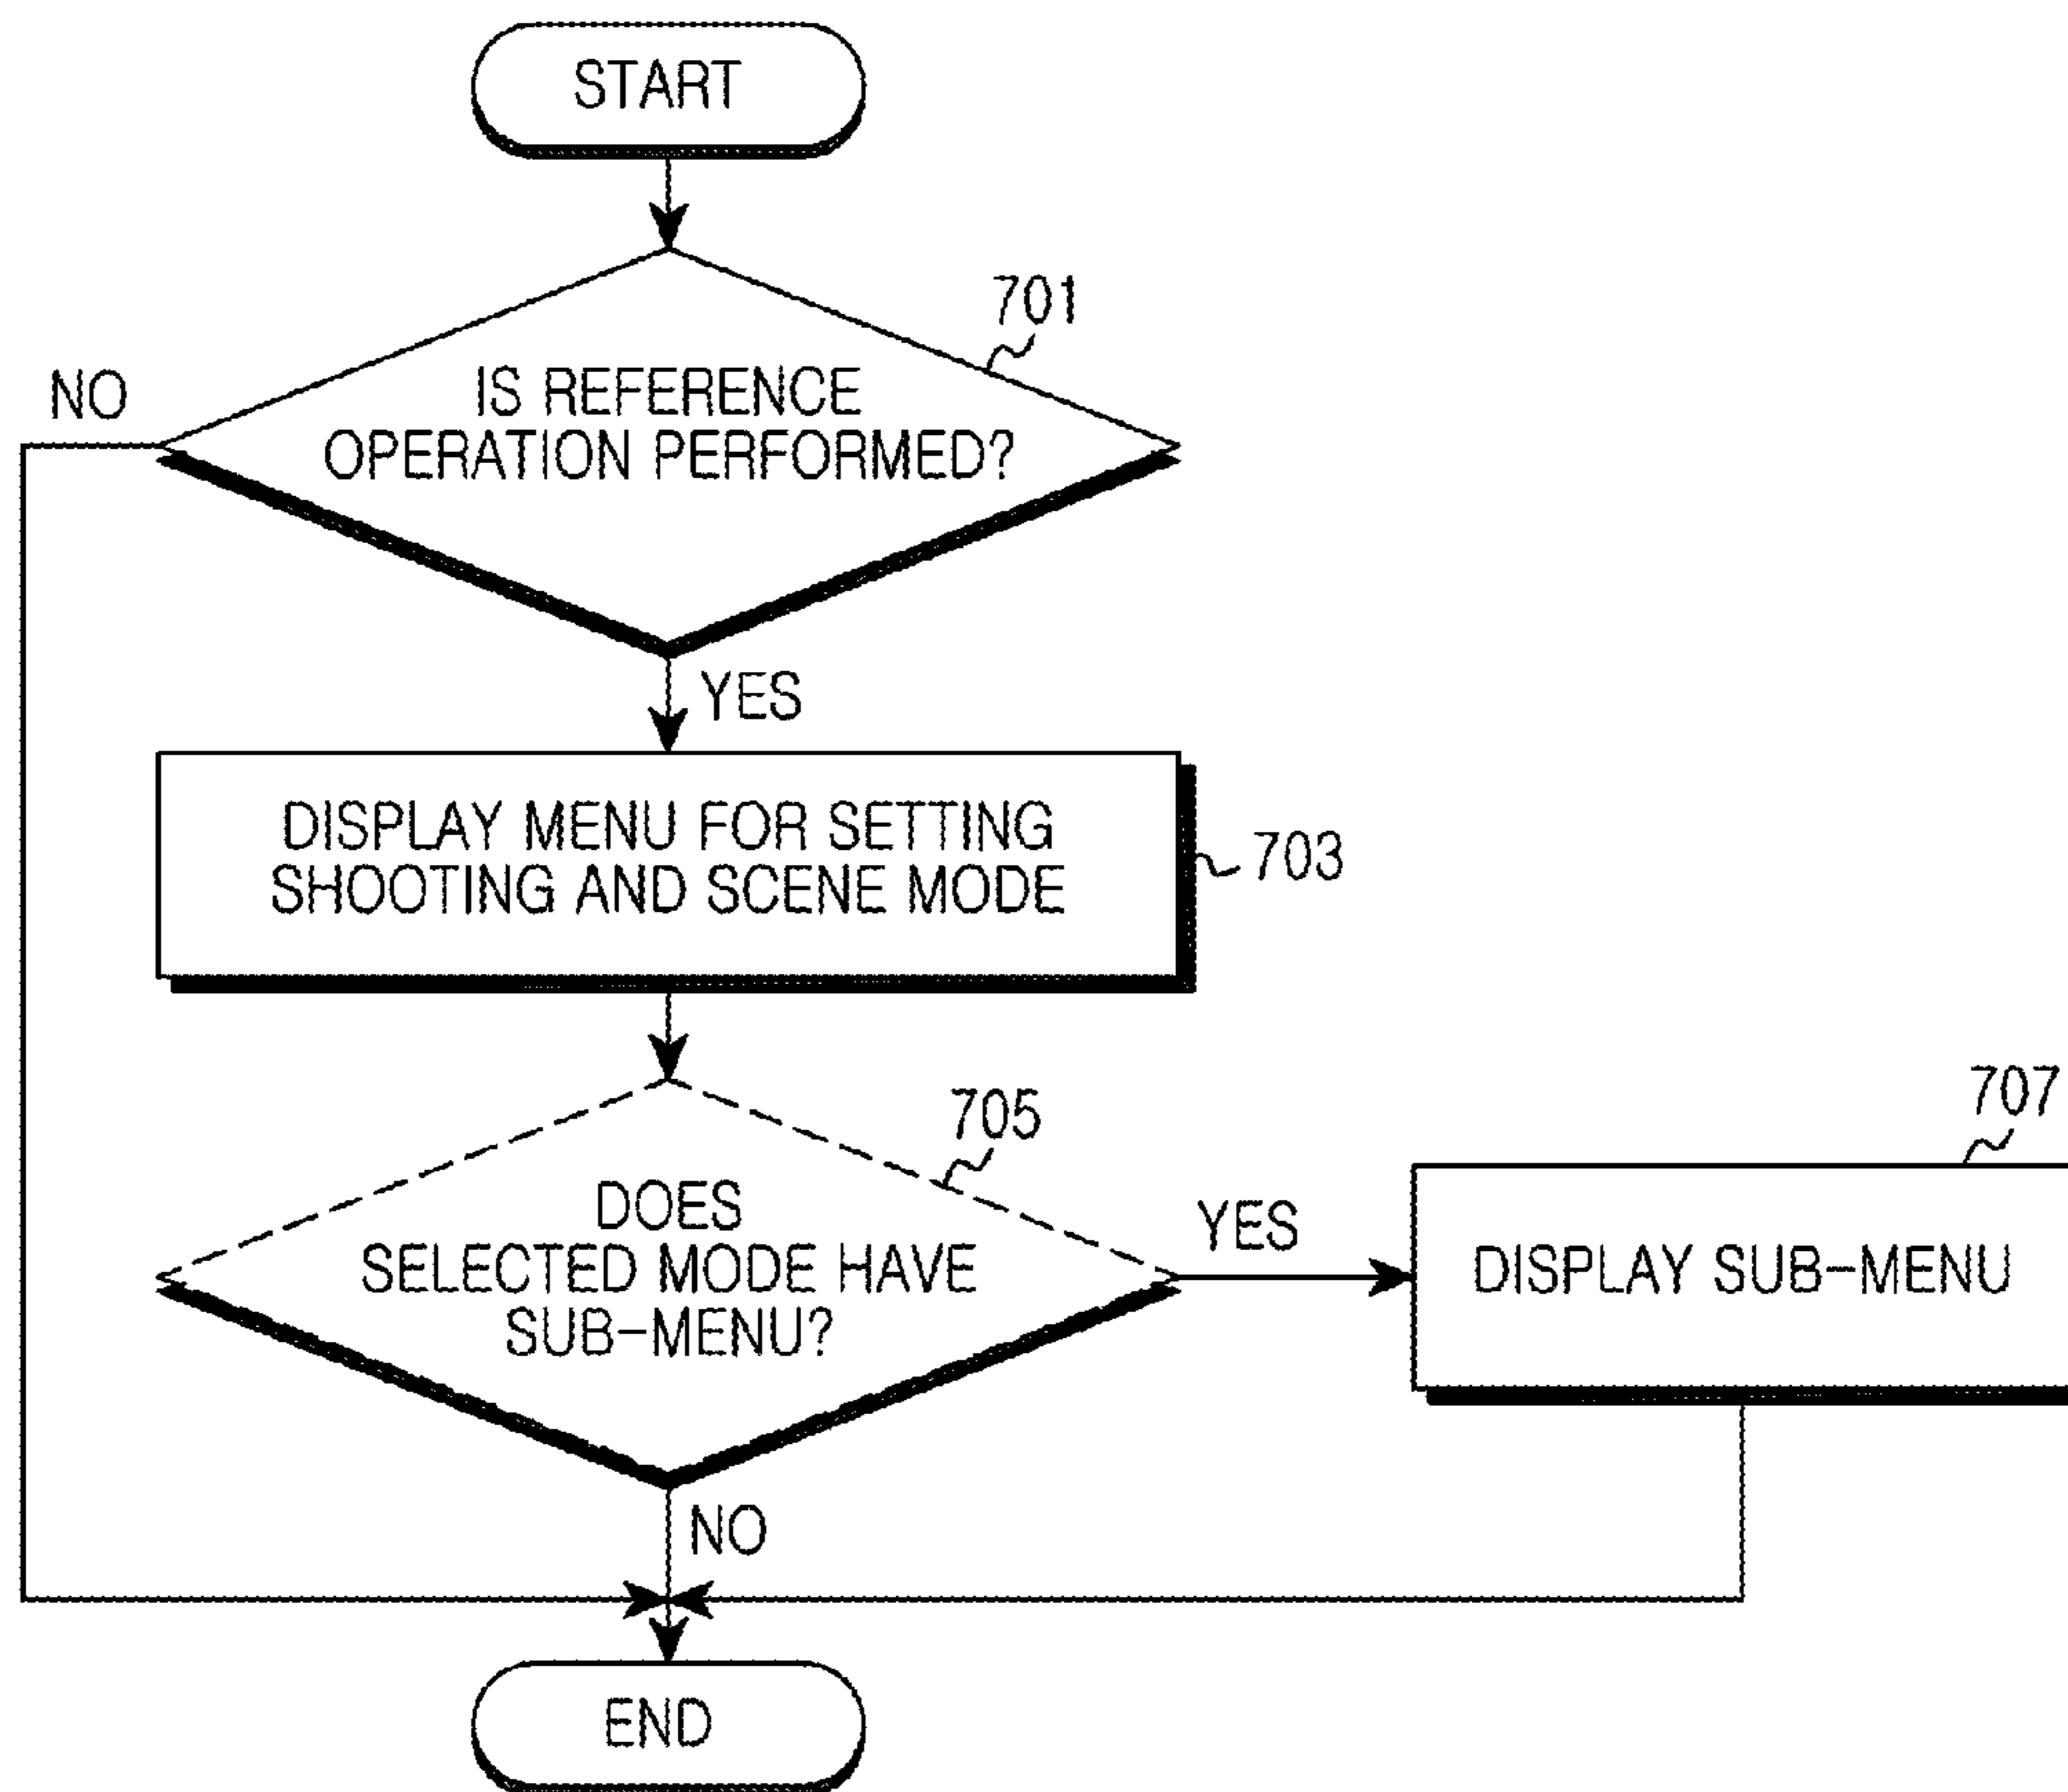 START
701
NO
IS REFERENCE
OPERATION PERFORMED?
YES
DISPLAY MENU FOR SETTING
SHOOTING AND SCENE MODE
703
705
707
DOES
SELECTED MODE HAVE
SUB-MENU?
YES
DISPLAY SUB-MENU
NO
END